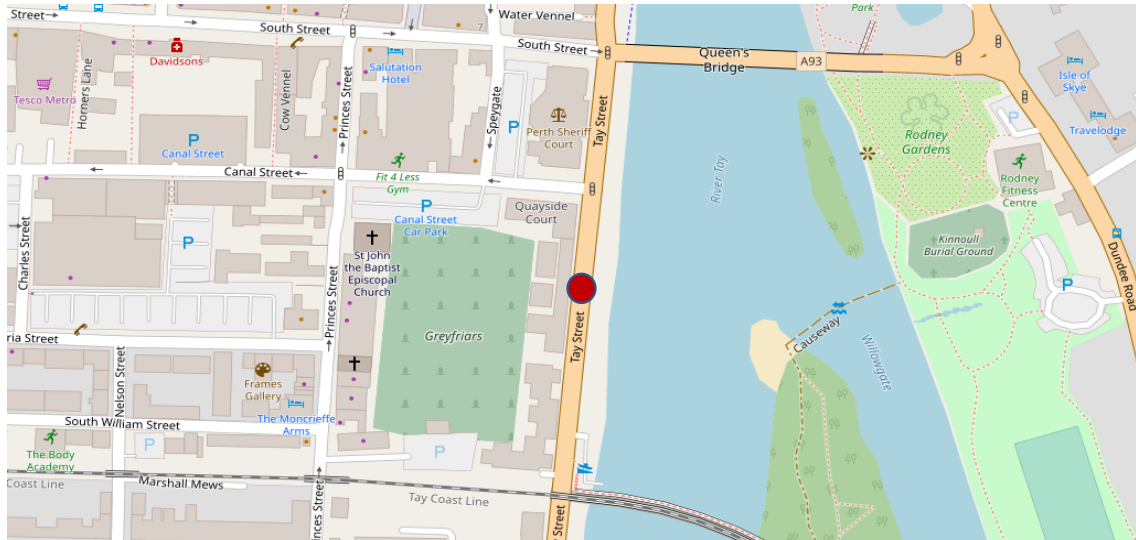 Street
South Street
Water Vennel
South Street
7
Park
Queen's
Bridge
A93
Davidsons
Salutation
Hotel
Tesco Metro
Horners Lane
Cow Vennel
Princes Street
Speygate
P
Perth Sheriff
Court
Tay Street
P
Canal Street
Rodney
Gardens
P
Isle of
Skye
Travelodge
River Tay
Canal Street
Fit 4 Less
Gym
Rodney
Fitness
Centre
P
Canal Street
Car Park
Quayside
Court
Charles Street
P
St John
the Baptist
Episcopal
Church
Kinnoull
Burial Ground
Dundee Road
P
Princes Street
Greyfriars
Tay Street
Causeway
Willowgate
ria Street
Nelson Street
Frames
Gallery
The Moncrieffe
Arms
South William Street
P
P
The Body
Academy
Coast Line
Marshall Mews
Princes Street
Tay Coast Line
Street